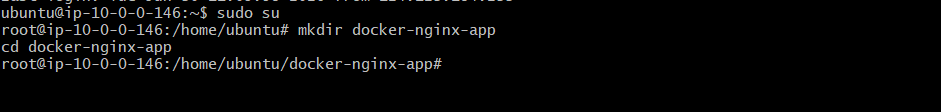 ubuntu@ip-10-0-0-146:~$ sudo su
root@ip-10-0-0-146:/home/ubuntu# mkdir docker-nginx-app
cd docker-nginx-app
root@ip-10-0-0-146:/home/ubuntu/docker-nginx-app#